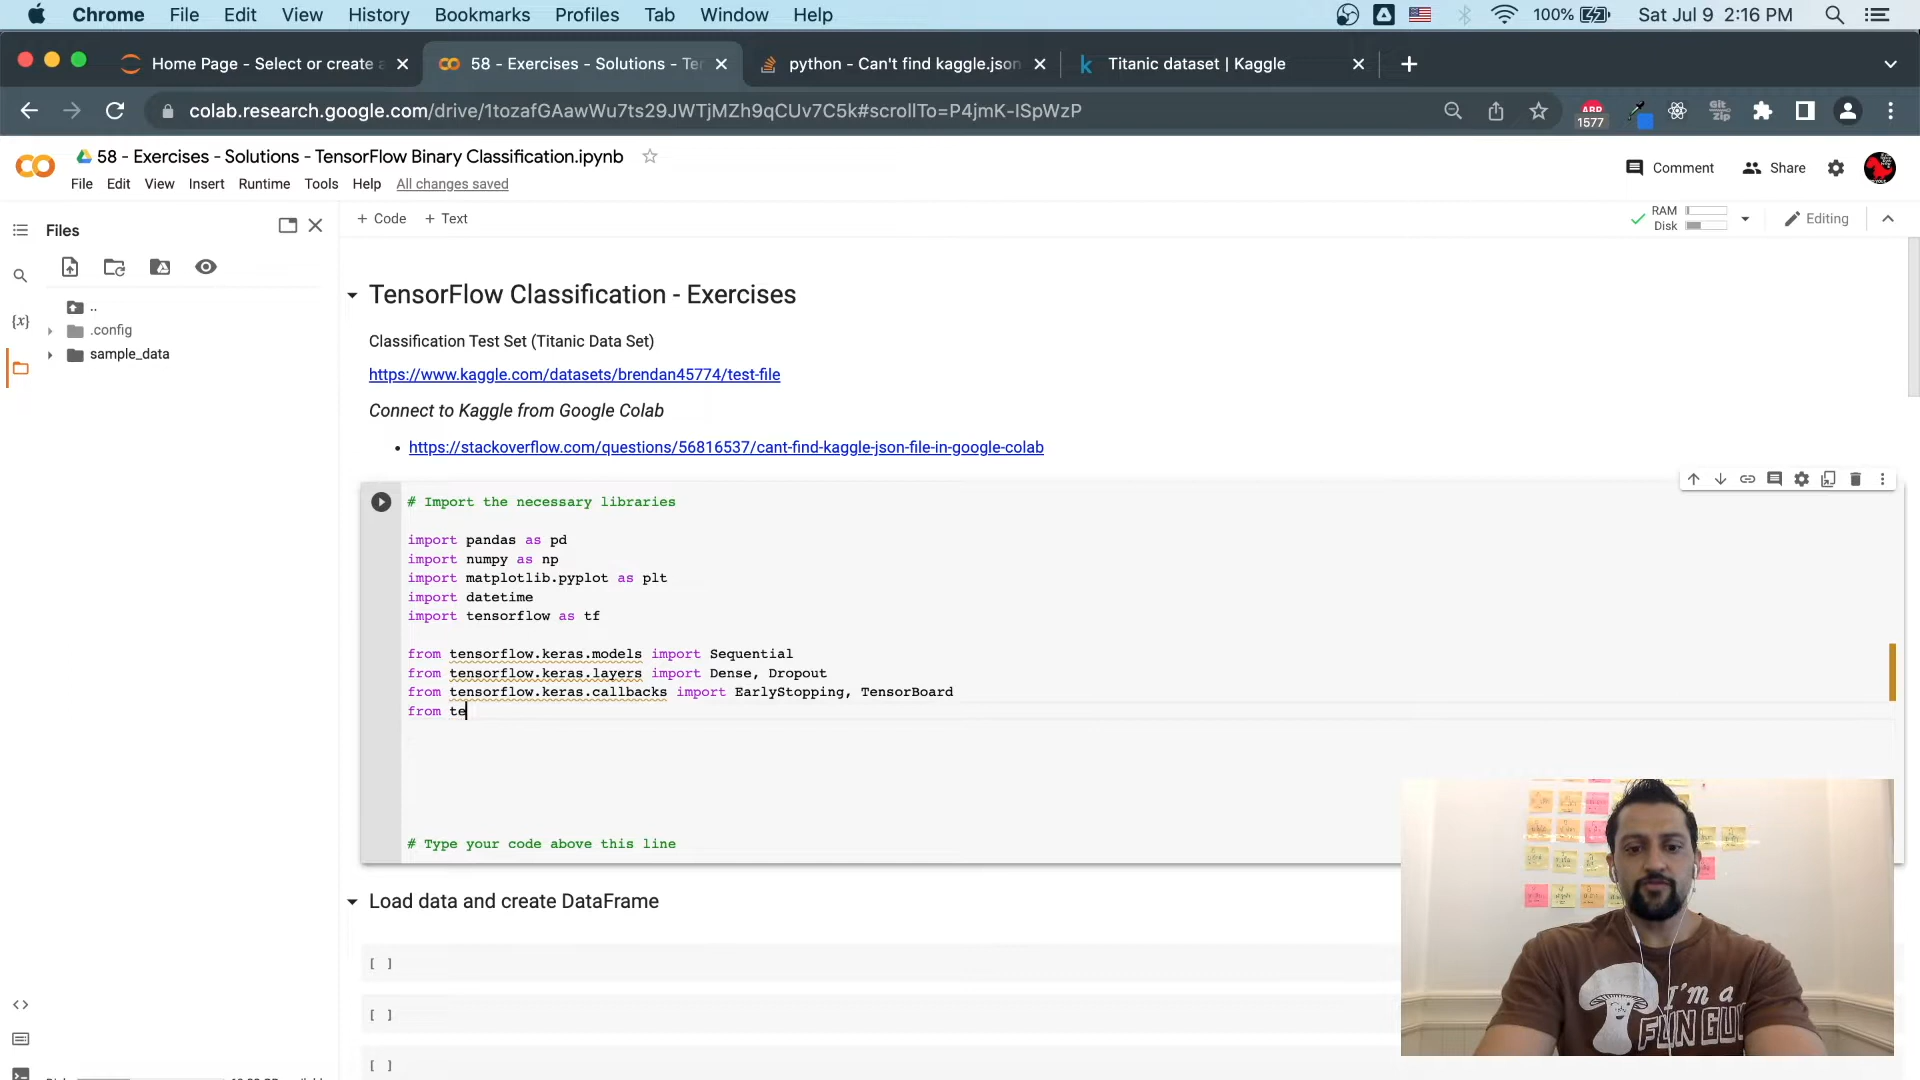 Chrome File Edit View History Bookmarks Profiles Tab Window Help 100% Sat Jul 9 2:16 PM
Home Page - Select or create a 58 - Exercises - Solutions - Ter python - Can't find kaggle.json Titanic dataset | Kaggle
colab.research.google.com/drive/1tozafGAawWu7ts29JWTjMZh9qCUv7C5k#scrollTo=P4jmK-ISpWzP
ABP
1577
Git
Zip
58 - Exercises - Solutions - TensorFlow Binary Classification.ipynb
Comment Share
File Edit View Insert Runtime Tools Help All changes saved
Files
+ Code + Text
RAM
Disk
Editing
..
.config
sample_data
{x}
TensorFlow Classification - Exercises
Classification Test Set (Titanic Data Set)
https://www.kaggle.com/datasets/brendan45774/test-file
Connect to Kaggle from Google Colab
• https://stackoverflow.com/questions/56816537/cant-find-kaggle-json-file-in-google-colab
# Import the necessary libraries
import pandas as pd
import numpy as np
import matplotlib.pyplot as plt
import datetime
import tensorflow as tf
from tensorflow.keras.models import Sequential
from tensorflow.keras.layers import Dense, Dropout
from tensorflow.keras.callbacks import EarlyStopping, TensorBoard
from te
# Type your code above this line
Load data and create DataFrame
[ ]
[ ]
[ ]
I'm a
FUN GUY